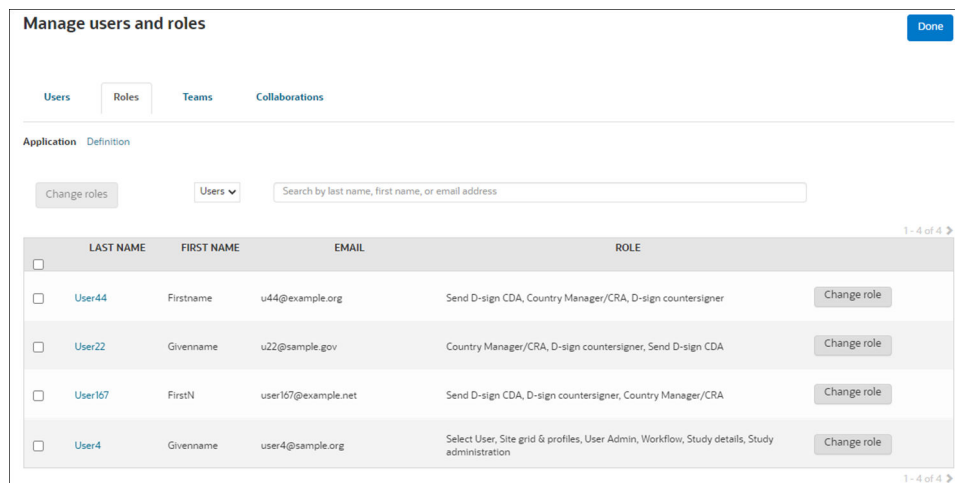 Manage users and roles
Done
Users Roles Teams Collaborations
Application Definition
Change roles Users Search by last name, first name, or email address
1 - 4 of 4
LAST NAME FIRST NAME EMAIL ROLE
User44 Firstname u44@example.org Send D-sign CDA, Country Manager/CRA, D-sign countersigner Change role
User22 Givenname u22@sample.gov Country Manager/CRA, D-sign countersigner, Send D-sign CDA Change role
User167 FirstN user167@example.net Send D-sign CDA, D-sign countersigner, Country Manager/CRA Change role
User4 Givenname user4@sample.org Select User, Site grid & profiles, User Admin, Workflow, Study details, Study
administration Change role
1 - 4 of 4